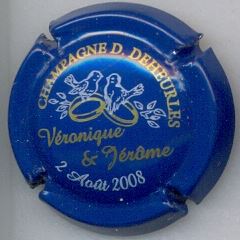 CHAMPAGNE D. DEHEURLES
Véronique
& Jérôme
2 Août 2008